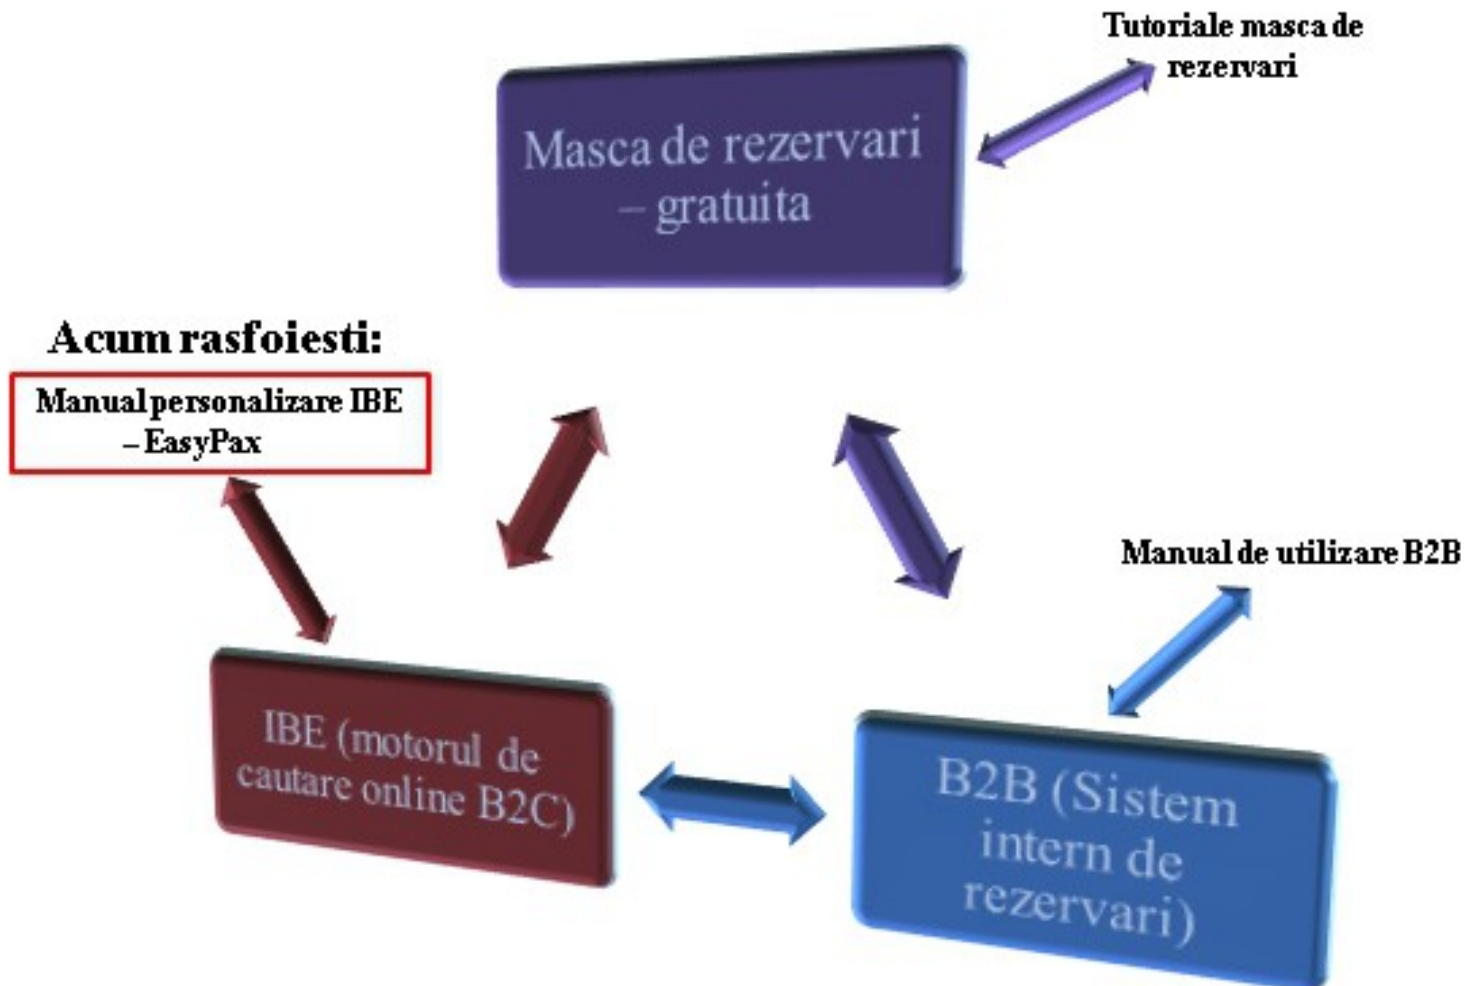 Tutoriale masca de
rezervari
Masca de rezervari
– gratuita
Acum rasfoiesti:
Manual personalizare IBE
– EasyPax
Manual de utilizare B2B
IBE (motorul de
cautare online B2C)
B2B (Sistem
intern de
rezervari)